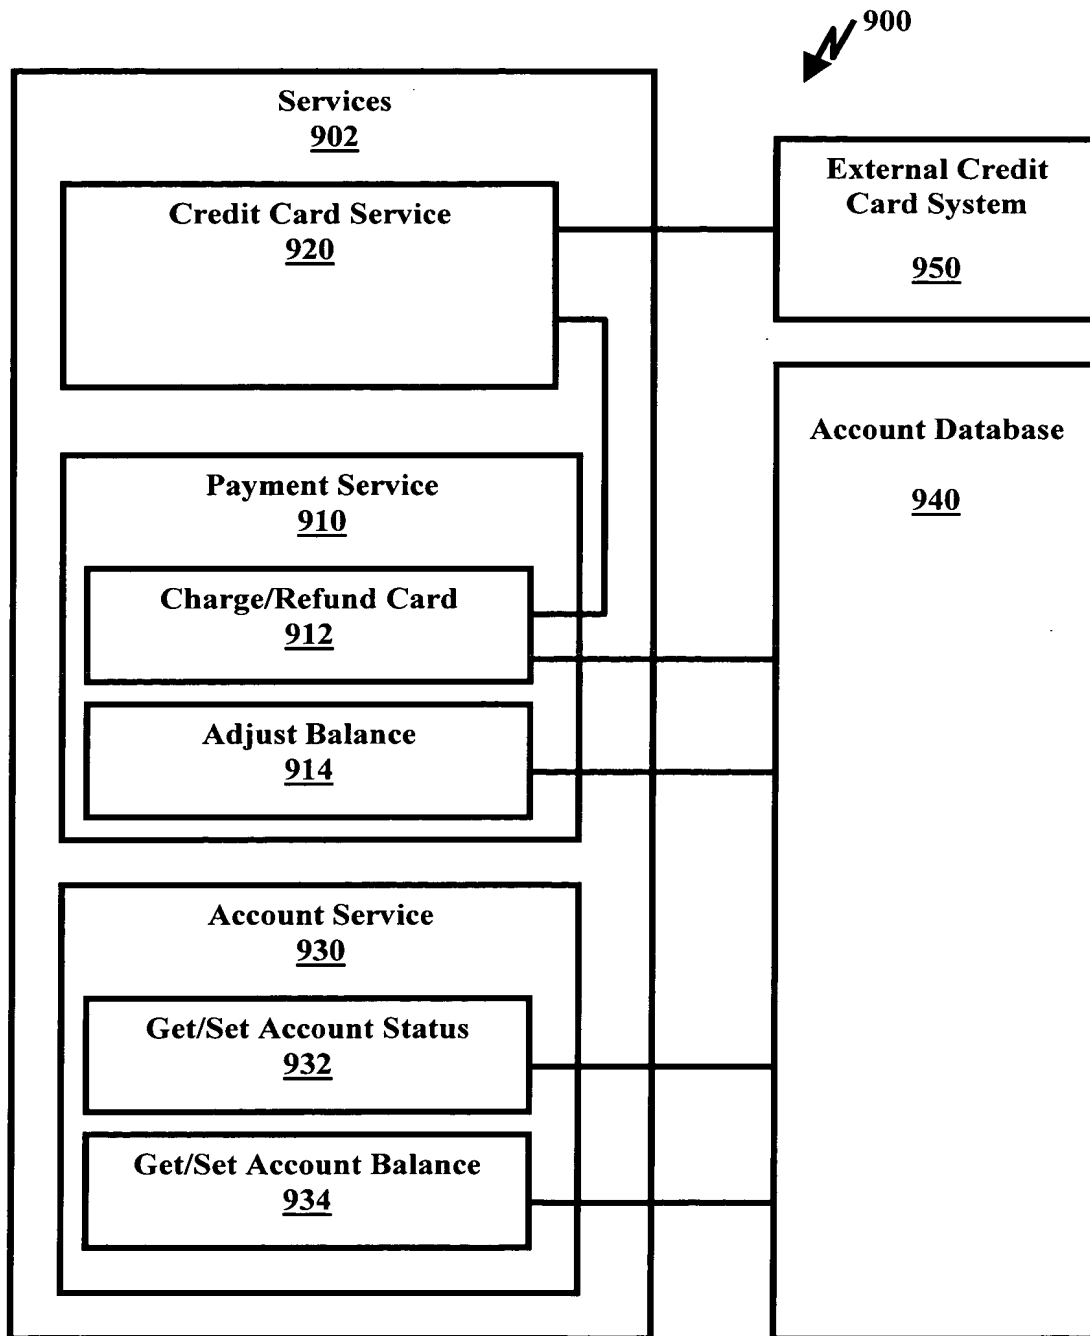 900
Services
902
Credit Card Service
920
External Credit
Card System
950
Payment Service
910
Charge/Refund Card
912
Adjust Balance
914
Account Database
940
Account Service
930
Get/Set Account Status
932
Get/Set Account Balance
934